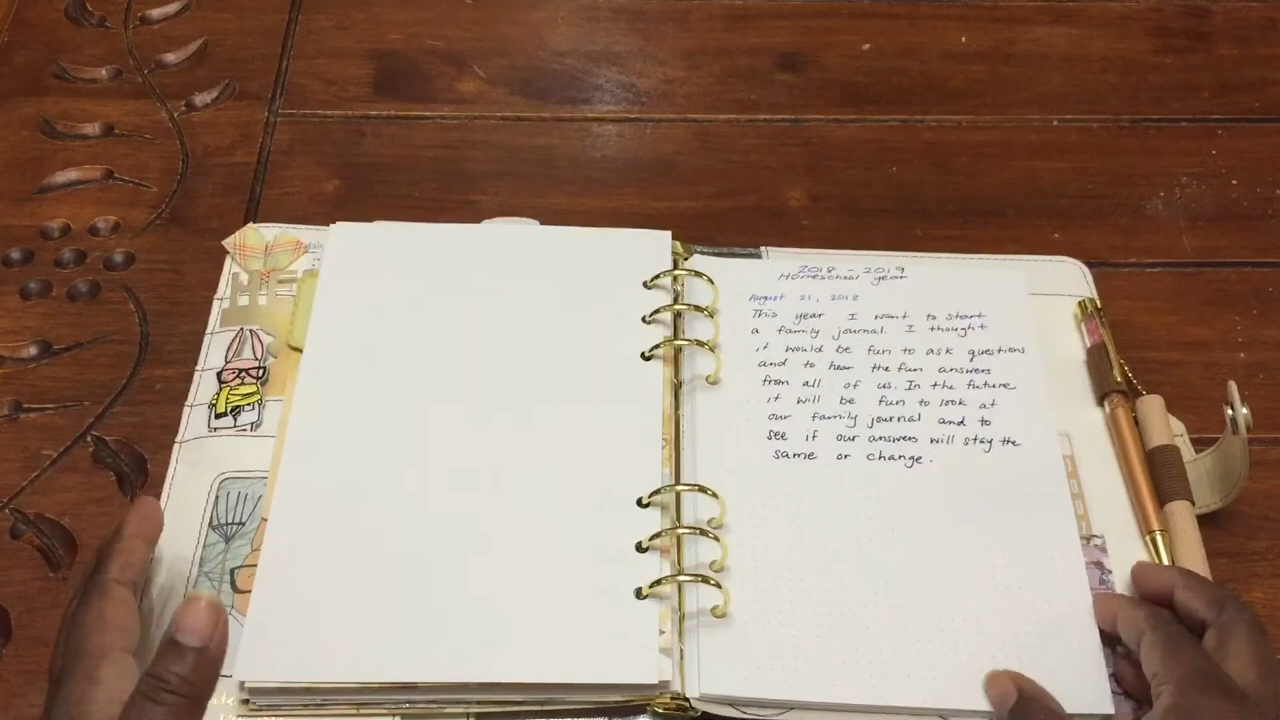 HE
2018 - 2019
Homeschool year
August 21, 2018
This year I want to start
a family journal. I thought
it would be fun to ask questions
and to hear the fun answers
from all of us. In the future
it will be fun to look at
our family journal and to
see if our answers will stay the
same or change.